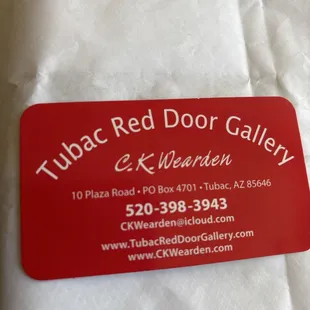 Tubac Red Door Gallery
C.K. Wearden
10 Plaza Road • PO Box 4701 • Tubac, AZ 85646
520-398-3943
CKWearden@icloud.com
www.TubacRedDoorGallery.com
www.CKWearden.com